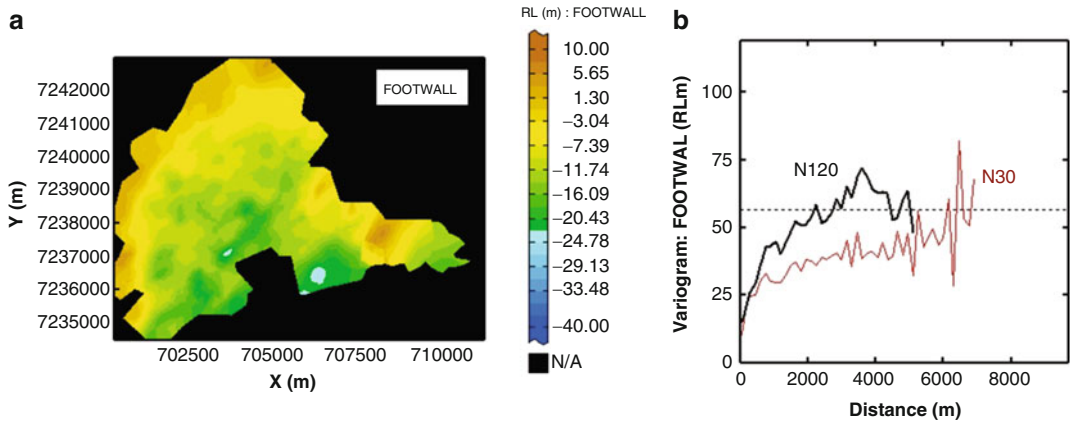 a
RL (m) : FOOTWALL
FOOTWALL
Y (m)
7242000
7241000
7240000
7239000
7238000
7237000
7236000
7235000
702500 705000 707500 710000
X (m)
10.00
5.65
1.30
−3.04
−7.39
−11.74
−16.09
−20.43
−24.78
−29.13
−33.48
−40.00
N/A
b
Variogram: FOOTWAL (RLm)
100
75
50
25
0
N120
N30
0 2000 4000 6000 8000
Distance (m)